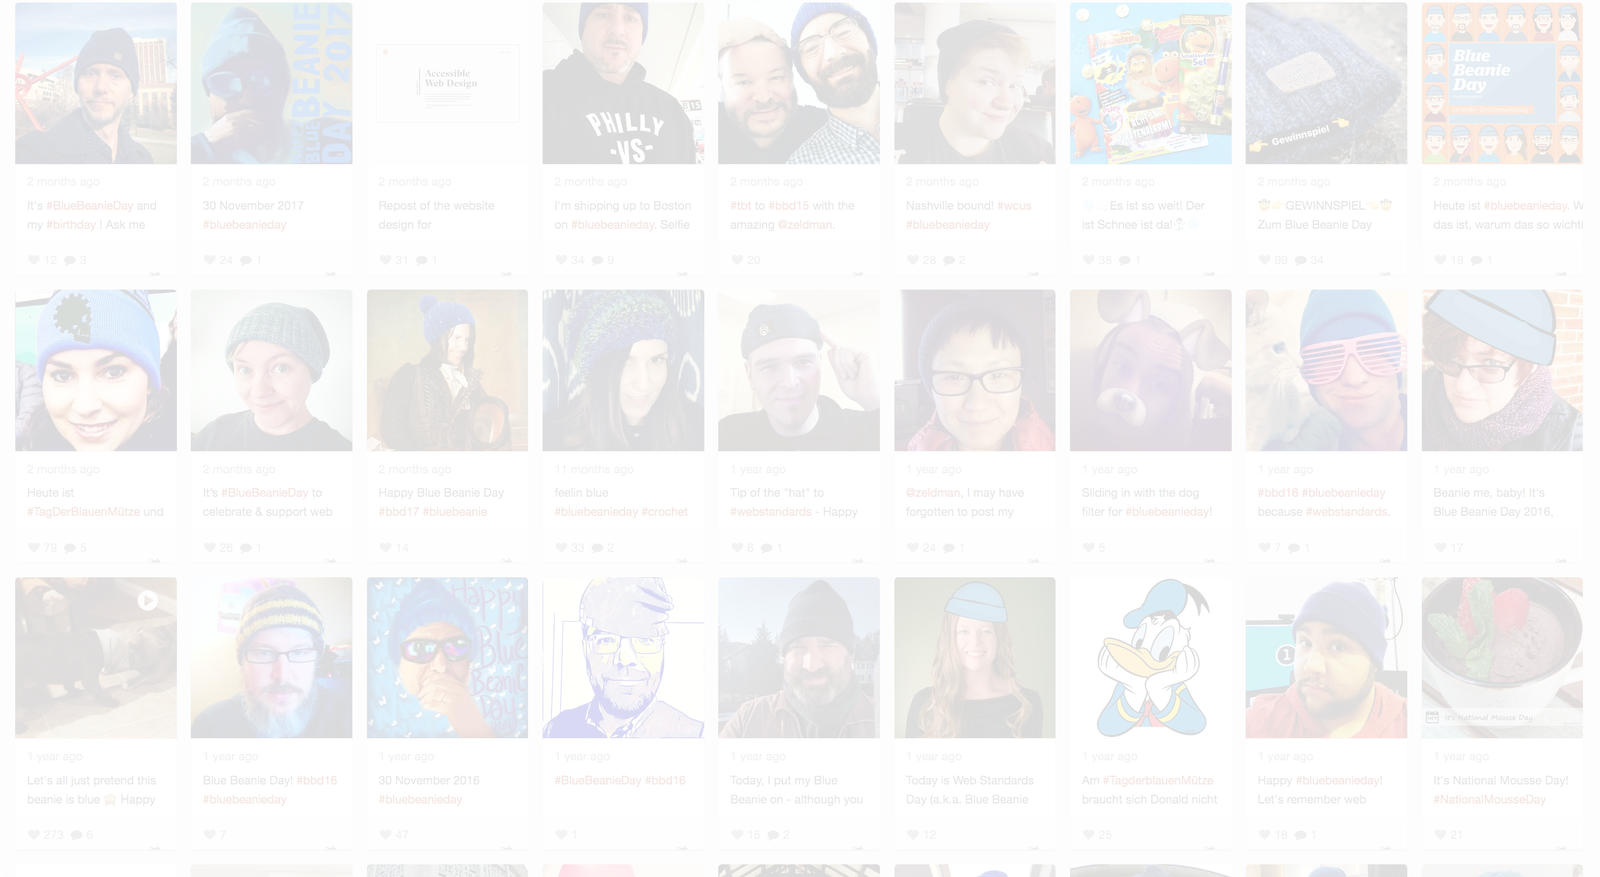 BLUE BEANIE
DAY 2017
Accessible
Web Design
PHILLY
-VS-
15
Gewinnspiel
Blue
Beanie
Day
2 months ago
It's #BlueBeanieDay and
my #birthday ! Ask me
12 3
2 months ago
30 November 2017
#bluebeanieday
24 1
2 months ago
Repost of the website
design for
31 1
2 months ago
I'm shipping up to Boston
on #bluebeanieday. Selfie
34 9
2 months ago
#tbt to #bbd15 with the
amazing @zeldman.
20
2 months ago
Nashville bound! #wcus
#bluebeanieday
28 2
2 months ago
Es ist so weit! Der
ist Schnee ist da!
38 1
2 months ago
GEWINNSPIEL
Zum Blue Beanie Day
99 34
2 months ago
Heute ist #bluebeanieday. W
das ist, warum das so wichti
19 1
2 months ago
Heute ist
#TagDerBlauenMütze und
79 5
2 months ago
It's #BlueBeanieDay to
celebrate & support web
26 1
2 months ago
Happy Blue Beanie Day
#bbd17 #bluebeanie
14
11 months ago
feelin blue
#bluebeanieday #crochet
33 2
1 year ago
Tip of the "hat" to
#webstandards - Happy
6 1
1 year ago
@zeldman, I may have
forgotten to post my
24 1
1 year ago
Sliding in with the dog
filter for #bluebeanieday!
5
1 year ago
#bbd16 #bluebeanieday
because #webstandards.
7 1
1 year ago
Beanie me, baby! It's
Blue Beanie Day 2016,
17
Happy
Blue
Beanie
Day
1
It's National Mousse Day
1 year ago
Let's all just pretend this
beanie is blue Happy
273 6
1 year ago
Blue Beanie Day! #bbd16
#bluebeanieday
7
1 year ago
30 November 2016
#bluebeanieday
47
1 year ago
#BlueBeanieDay #bbd16
1
1 year ago
Today, I put my Blue
Beanie on - although you
15 2
1 year ago
Today is Web Standards
Day (a.k.a. Blue Beanie
12
1 year ago
Am #TagderblauenMütze
braucht sich Donald nicht
25
1 year ago
Happy #bluebeanieday!
Let's remember web
18 1
1 year ago
It's National Mousse Day!
#NationalMousseDay
21